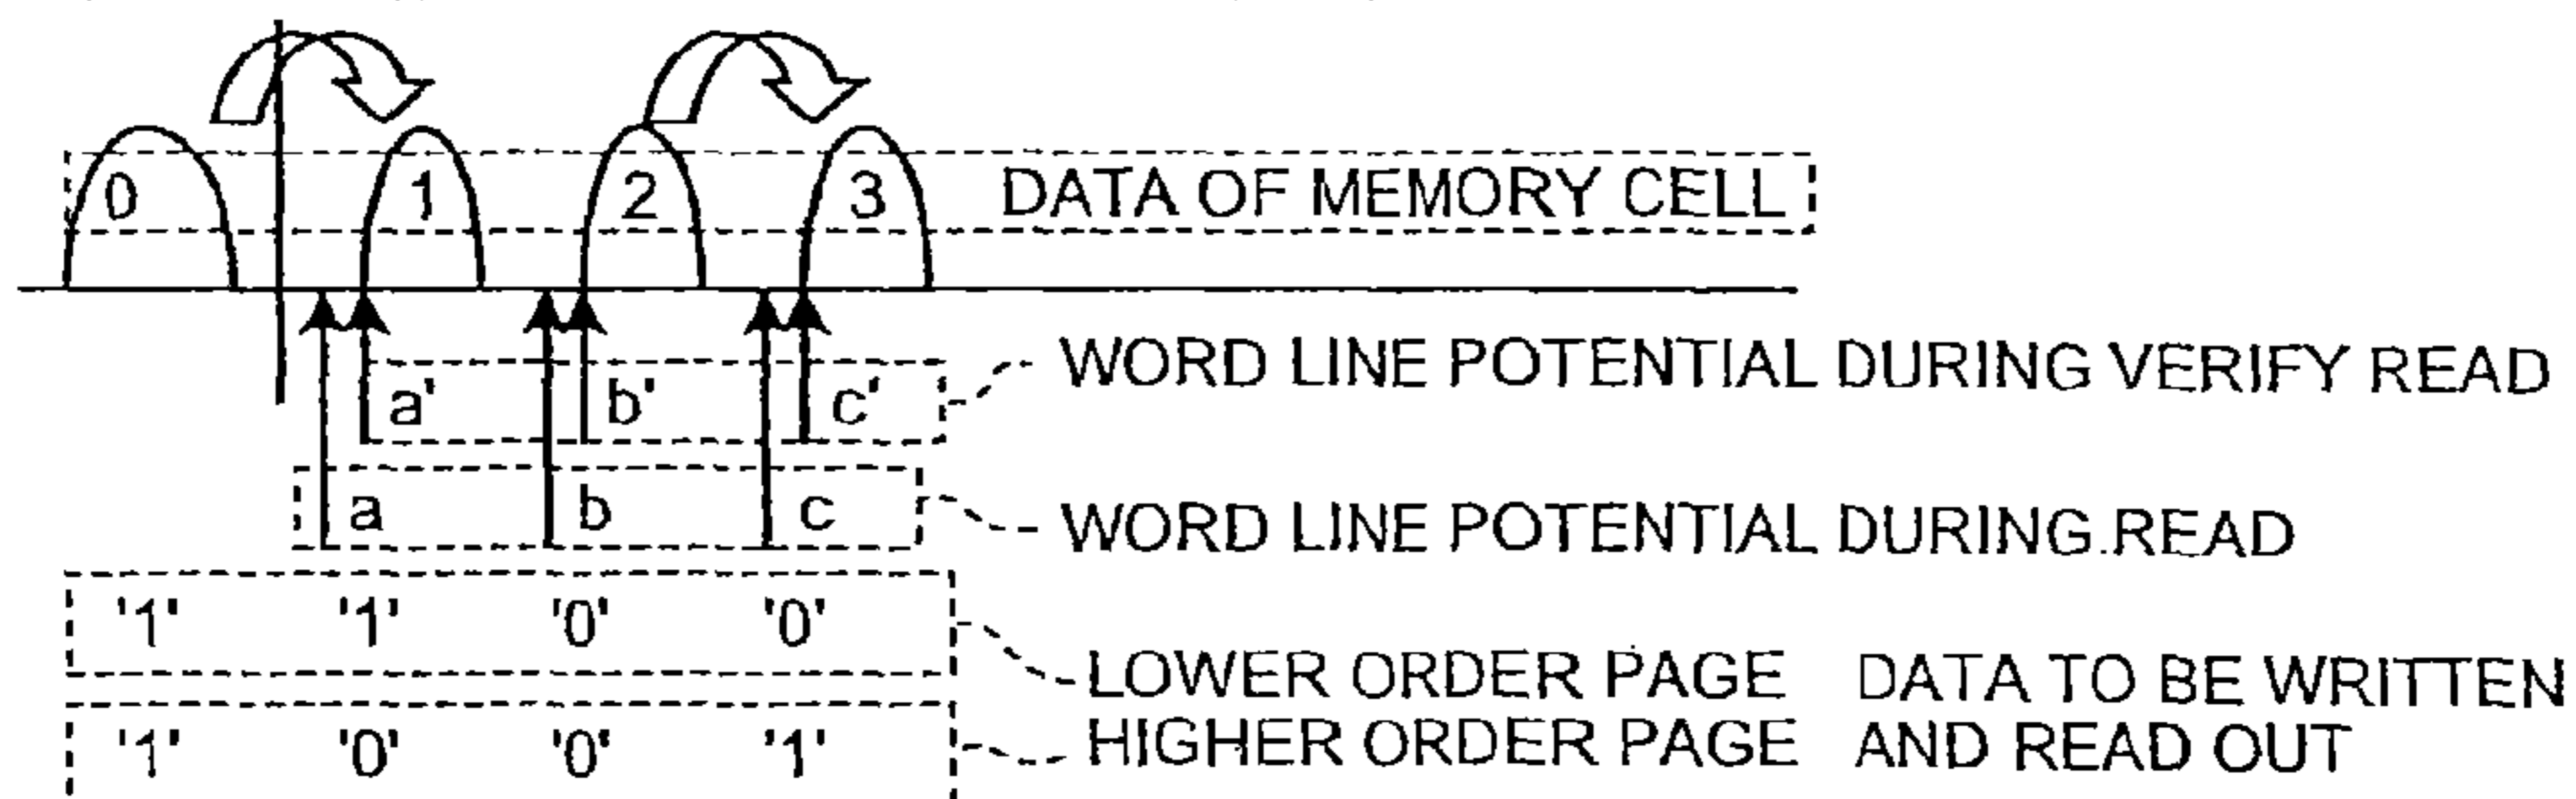 0 1 2 3 DATA OF MEMORY CELL
a' b' c' WORD LINE POTENTIAL DURING VERIFY READ
a b c WORD LINE POTENTIAL DURING.READ
'1' '1' '0' '0'
LOWER ORDER PAGE DATA TO BE WRITTEN
'1' '0' '0' '1' HIGHER ORDER PAGE AND READ OUT